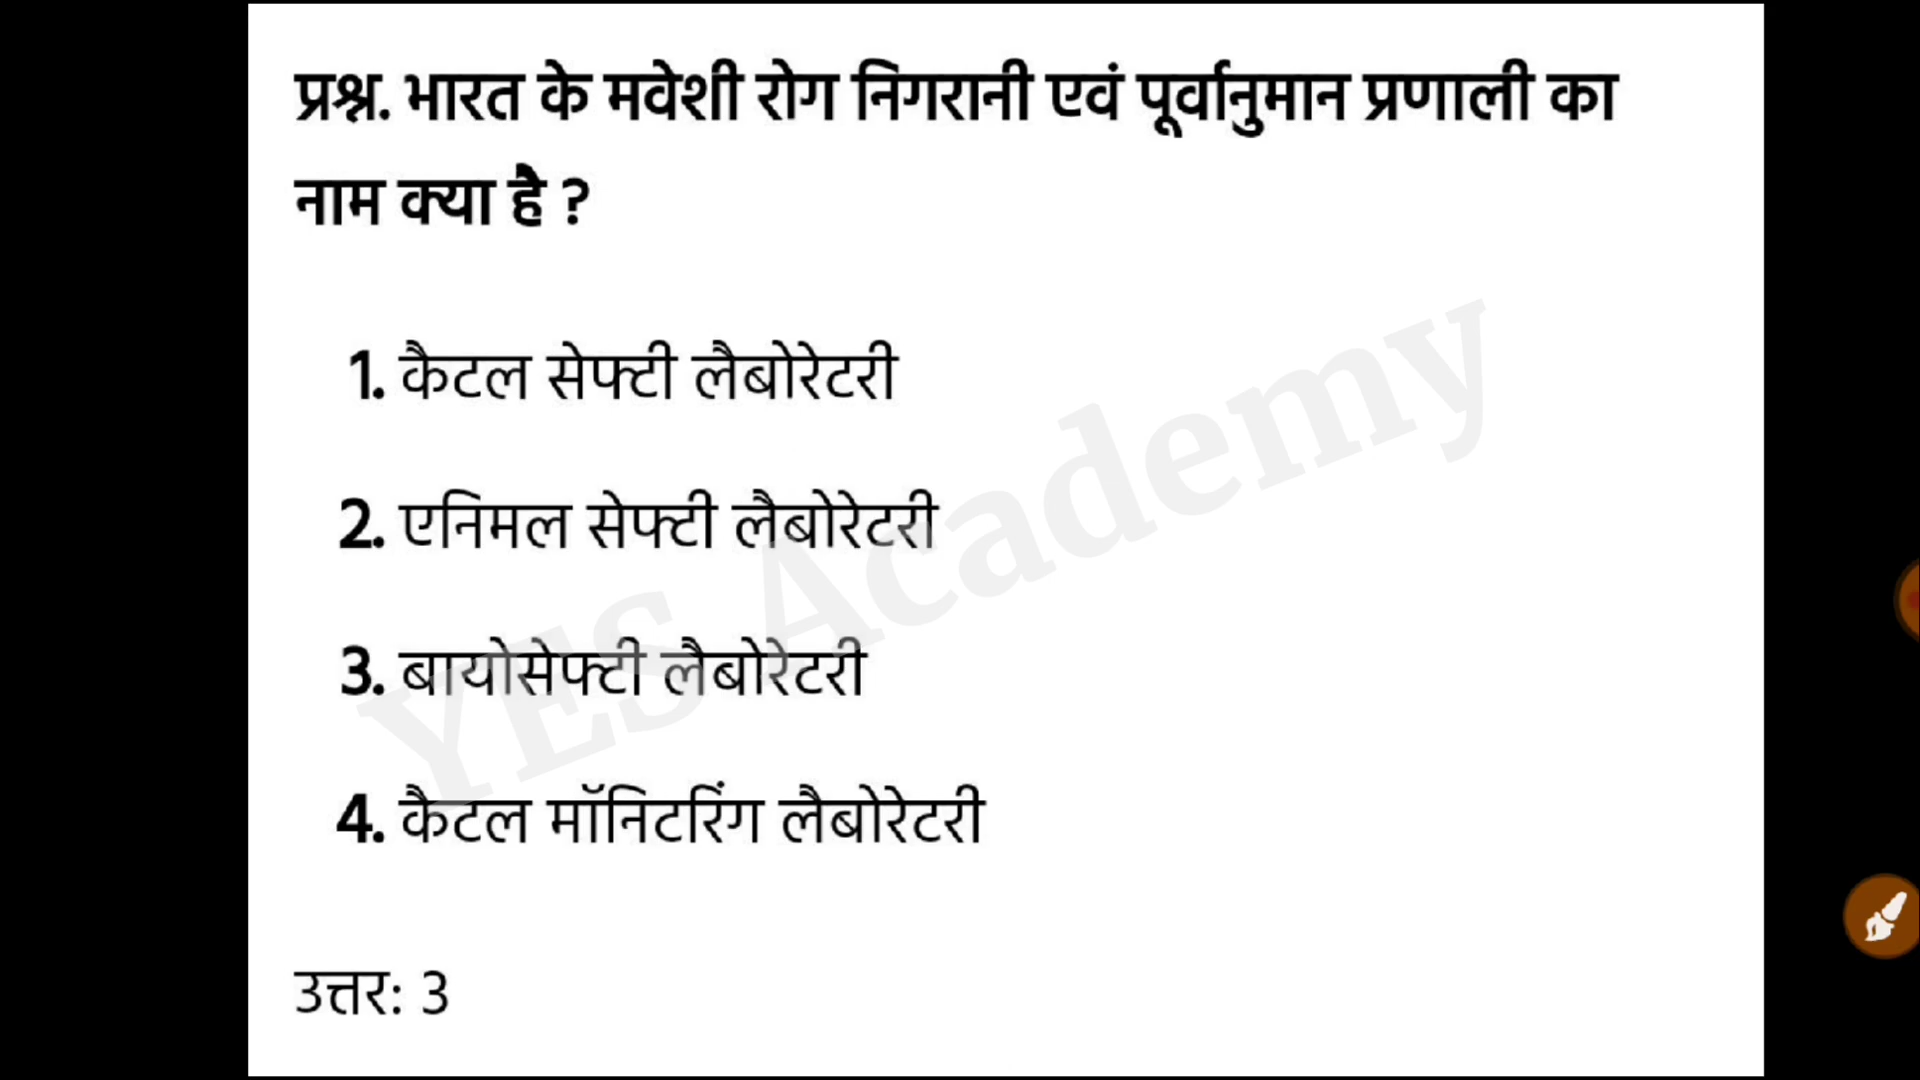 प्रश्न. भारत के मवेशी रोग निगरानी एवं पूर्वानुमान प्रणाली का
नाम क्या है ?
1. कैटल सेफ्टी लैबोरेटरी
2. एनिमल सेफ्टी लैबोरेटरी
3. बायोसेफ्टी लैबोरेटरी
4. कैटल मॉनिटरिंग लैबोरेटरी
उत्तर: 3
YES Academy